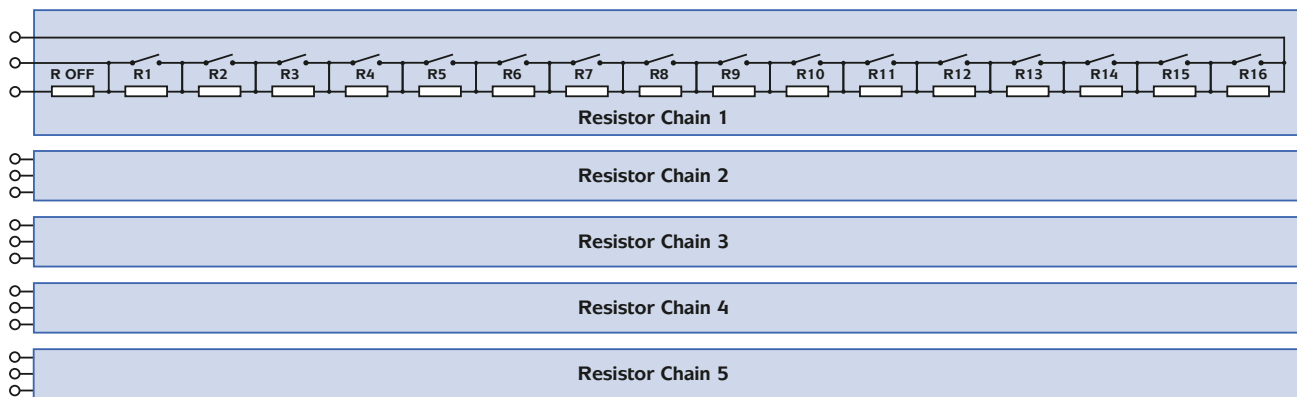 R OFF R1 R2 R3 R4 R5 R6 R7 R8 R9 R10 R11 R12 R13 R14 R15 R16
Resistor Chain 1
Resistor Chain 2
Resistor Chain 3
Resistor Chain 4
Resistor Chain 5